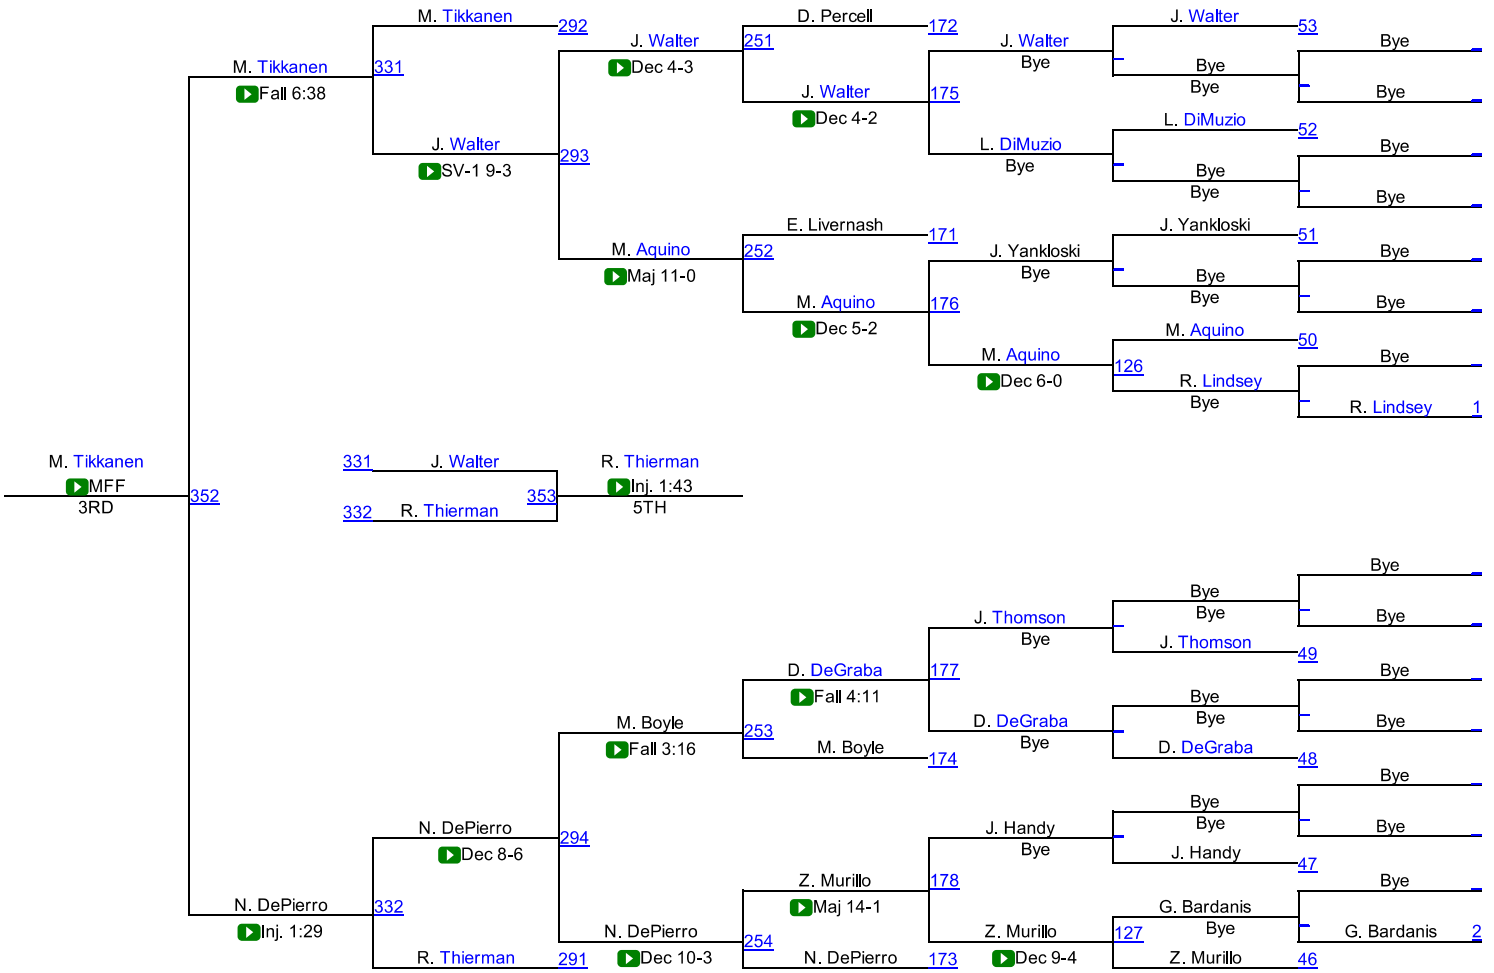 M. Tikkanen 292
D. Percell 172
J. Walter 53
Bye
J. Walter 251
Dec 4-3
J. Walter
Bye
Bye
Bye
Bye
M. Tikkanen 331
Fall 6:38
J. Walter 175
Dec 4-2
L. DiMuzio 52
Bye
J. Walter 293
SV-1 9-3
L. DiMuzio
Bye
Bye
Bye
Bye
E. Livernash 171
J. Yankloski 51
Bye
M. Aquino 252
Maj 11-0
J. Yankloski
Bye
Bye
Bye
Bye
M. Aquino 176
Dec 5-2
M. Aquino 50
Bye
M. Aquino 126
Dec 6-0
R. Lindsey
Bye
R. Lindsey 1
M. Tikkanen
MFF
3RD
352
331 J. Walter
332 R. Thierman
353
R. Thierman
Inj. 1:43
5TH
Bye
Bye
Bye
Bye
J. Thomson
Bye
J. Thomson 49
D. DeGraba 177
Fall 4:11
Bye
Bye
Bye
Bye
M. Boyle 253
Fall 3:16
D. DeGraba
Bye
M. Boyle 174
D. DeGraba 48
Bye
Bye
Bye
Bye
N. DePierro 294
Dec 8-6
J. Handy
Bye
J. Handy 47
Z. Murillo 178
Maj 14-1
Bye
N. DePierro 332
Inj. 1:29
G. Bardanis
Bye
G. Bardanis 2
N. DePierro 254
Dec 10-3
Z. Murillo 127
Dec 9-4
R. Thierman 291
N. DePierro 173
Z. Murillo 46